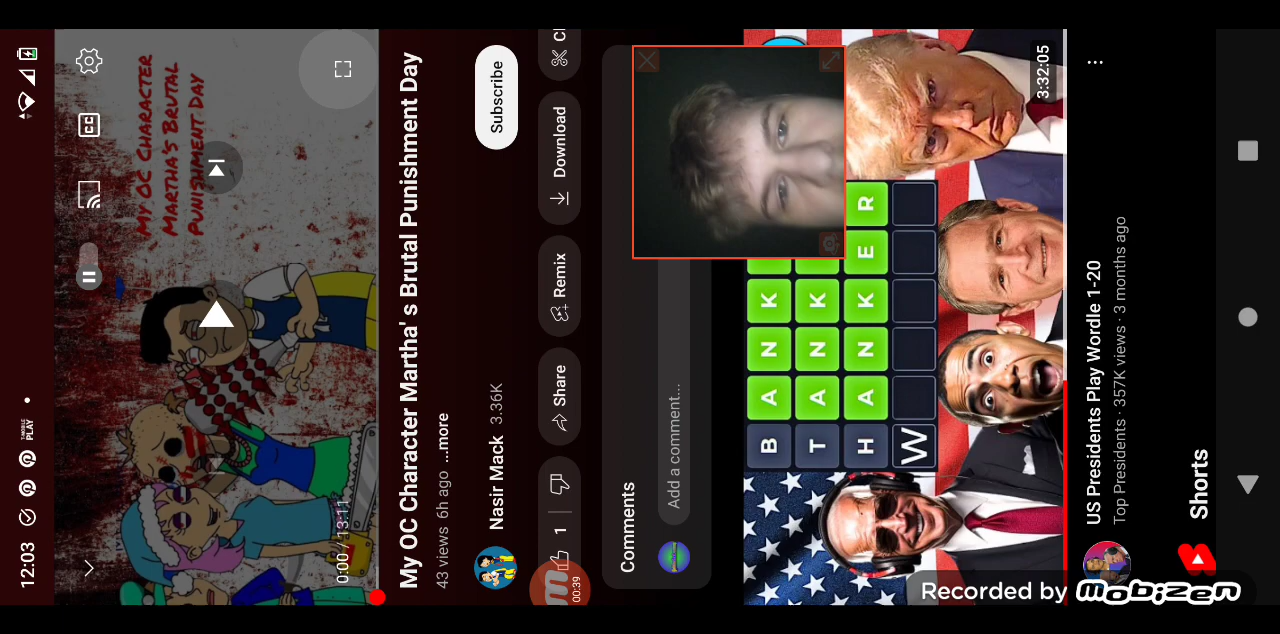 12:03
T-MOBILE
PLAY
MY OC CHARACTER
MARTHA'S BRUTAL
PUNISHMENT DAY
CC
0:00 / 13:11
My OC Character Martha's Brutal Punishment Day
43 views 6h ago ...more
Nasir Mack 3.36K
Subscribe
1
Share
Remix
Download
m
00:39
Comments
Add a comment...
B A N K
T A N K
H A N K E R
W
3:32:05
US Presidents Play Wordle 1-20
Top Presidents · 357K views · 3 months ago
Shorts
Recorded by mobizen